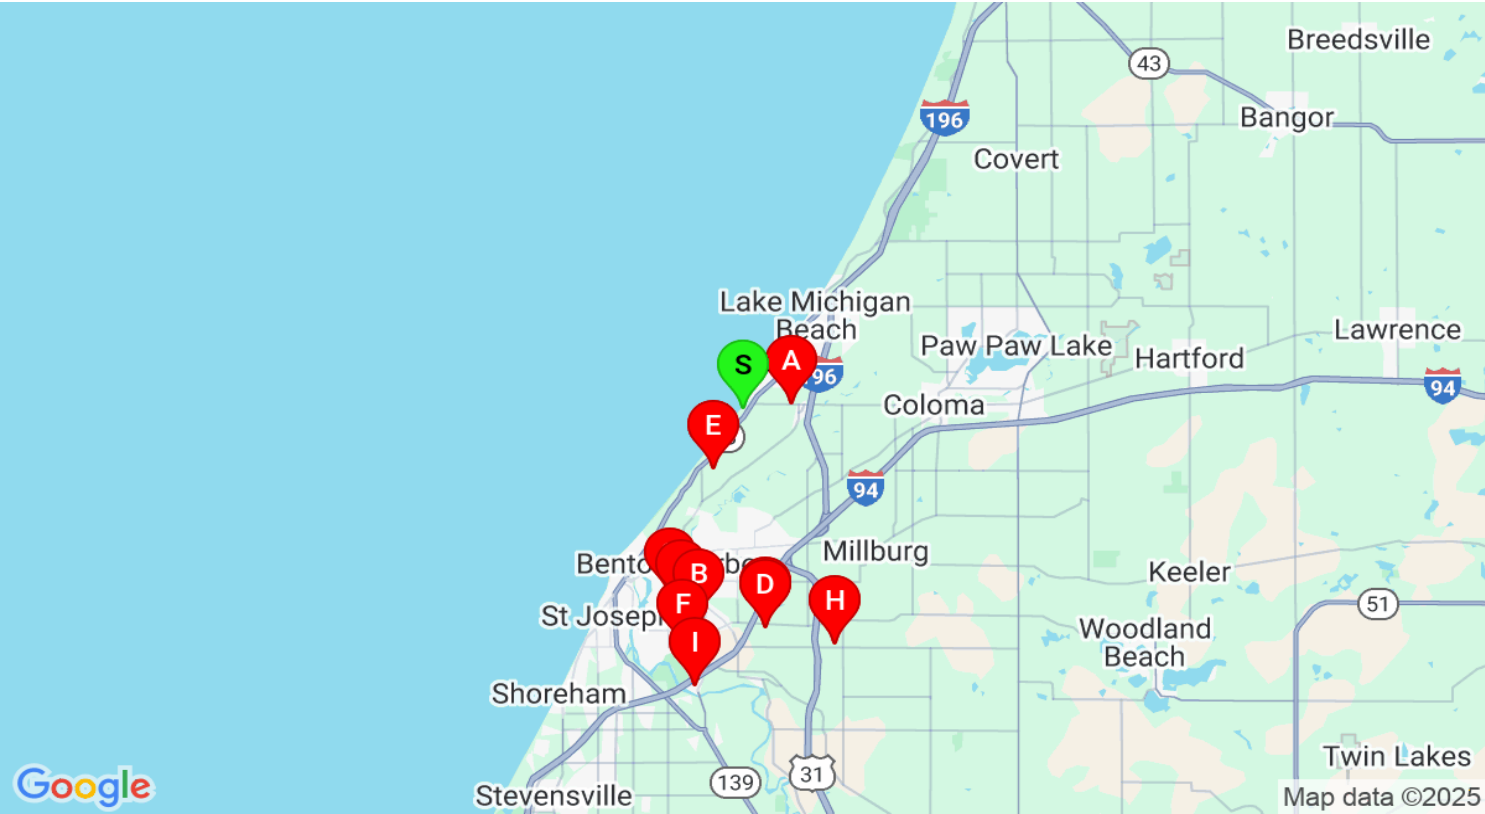 Breedsville
43
196
Bangor
Covert
Lake Michigan
Beach
Lawrence
Paw Paw Lake
Hartford
S
A
96
94
Coloma
E
94
Millburg
B
D
Keeler
F
H
51
St Joseph
Woodland
Beach
I
Shoreham
Twin Lakes
139
31
Stevensville
Google
Map data ©2025